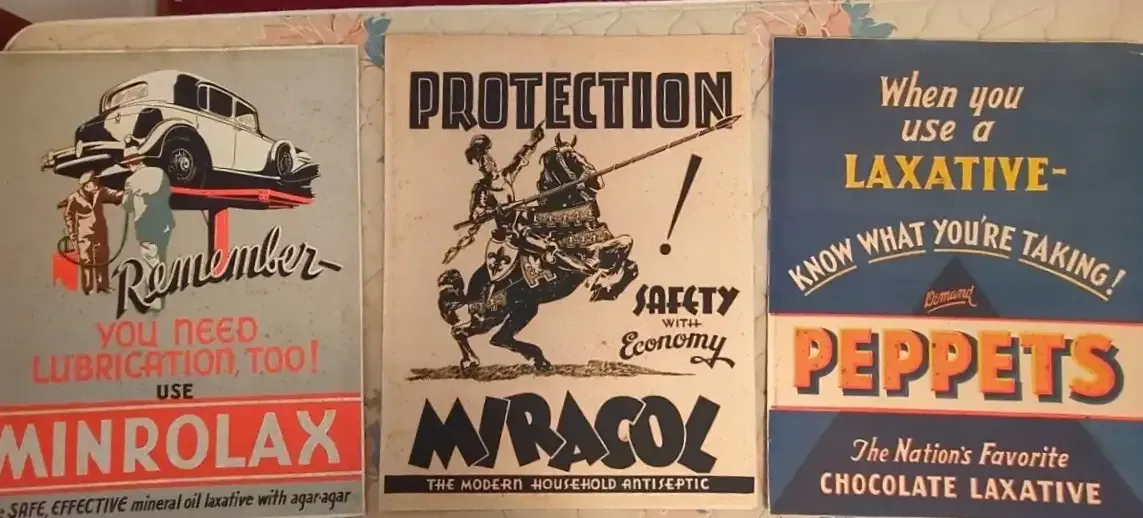 Remember-
YOU NEED
LUBRICATION, TOO!
USE
MINROLAX
SAFE, EFFECTIVE mineral oil laxative with agar-agar
PROTECTION
!
SAFETY
WITH
Economy
MIRASOL
THE MODERN HOUSEHOLD ANTISEPTIC
When you
use a
LAXATIVE-
KNOW WHAT YOU'RE TAKING!
Demand
PEPPETS
The Nation's Favorite
CHOCOLATE LAXATIVE